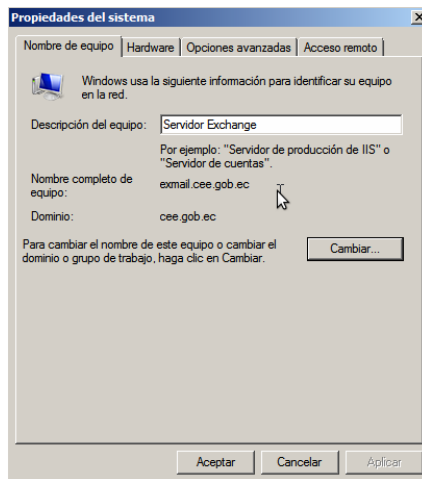 Propiedades del sistema
Nombre de equipo Hardware Opciones avanzadas Acceso remoto
Windows usa la siguiente información para identificar su equipo
en la red.
Descripción del equipo: Servidor Exchange
Por ejemplo: "Servidor de producción de IIS" o
"Servidor de cuentas".
Nombre completo de
equipo:
exmail.cee.gob.ec
Dominio: cee.gob.ec
Para cambiar el nombre de este equipo o cambiar el
dominio o grupo de trabajo, haga clic en Cambiar.
Cambiar...
Aceptar Cancelar Aplicar